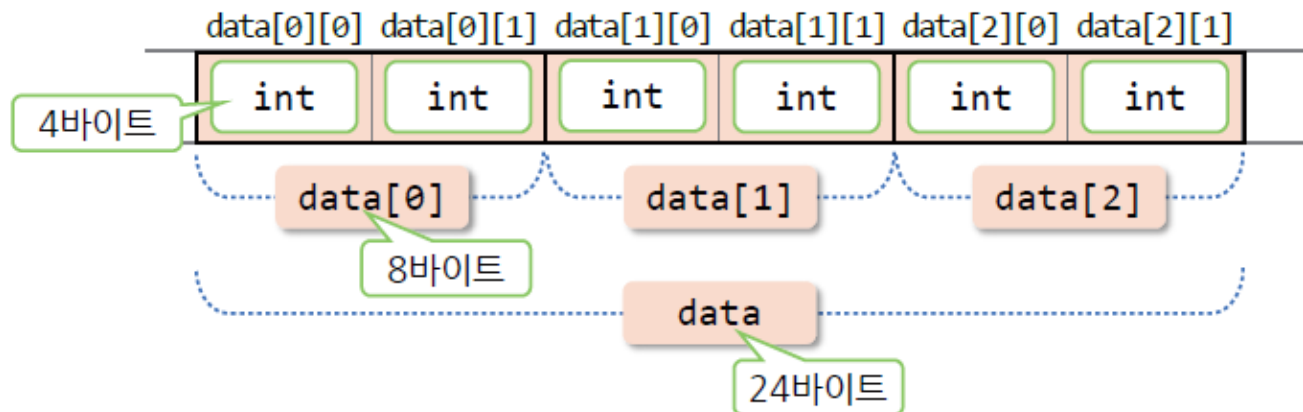 data[0][0] data[0][1] data[1][0] data[1][1] data[2][0] data[2][1]
int int int int int int
4바이트
data[0] data[1] data[2]
8바이트
data
24바이트